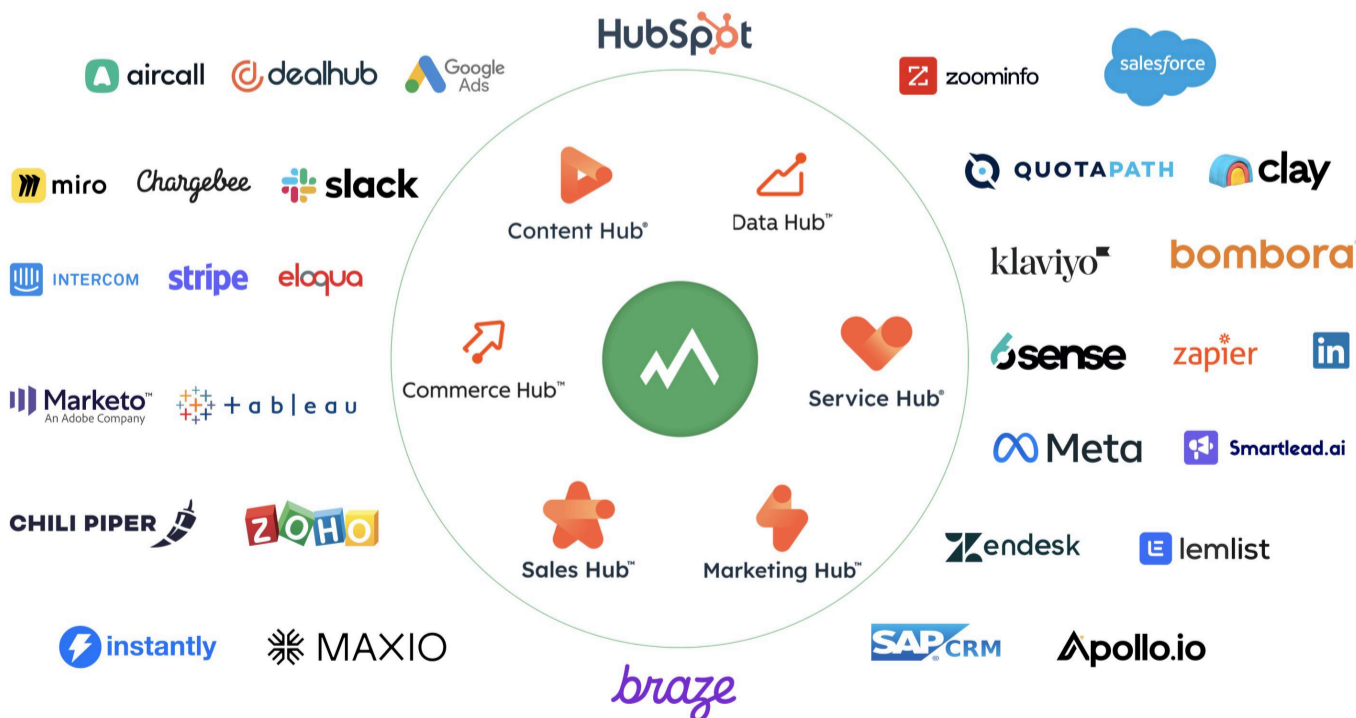 HubSpot
aircall
dealhub
Google
Ads
zoominfo
salesforce
miro
Chargebee
slack
Content Hub®
Data Hub™
QUOTAPATH
clay
INTERCOM
stripe
eloqua
klaviyo
bombora
Commerce Hub™
Service Hub®
6sense
zapier
in
Marketo™
An Adobe Company
+ableau
Meta
Smartlead.ai
CHILI PIPER
ZOHO
Sales Hub™
Marketing Hub™
Zendesk
LE
lemlist
instantly
MAXIO
SAP® CRM
Apollo.io
braze